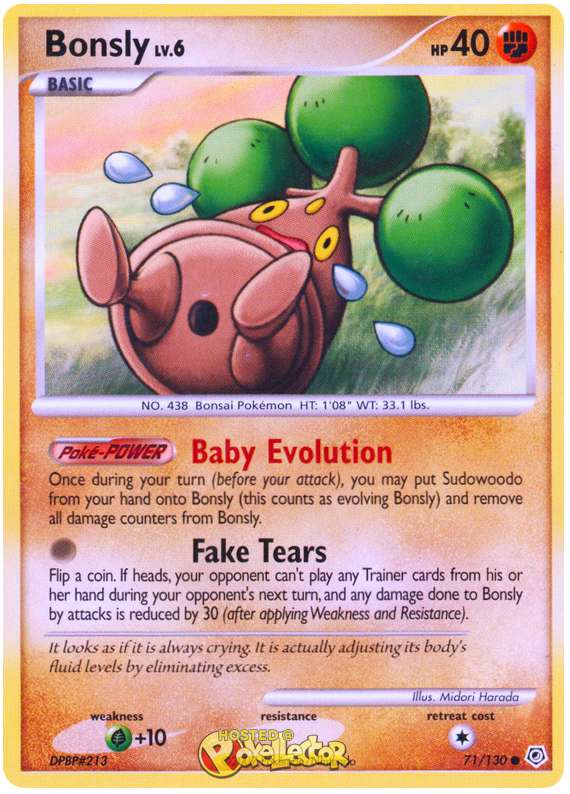 Bonsly LV.6
HP 40
BASIC
NO. 438 Bonsai Pokémon HT: 1'08" WT: 33.1 lbs.
Poké-POWER Baby Evolution
Once during your turn (before your attack), you may put Sudowoodo
from your hand onto Bonsly (this counts as evolving Bonsly) and remove
all damage counters from Bonsly.
Fake Tears
Flip a coin. If heads, your opponent can't play any Trainer cards from his or
her hand during your opponent's next turn, and any damage done to Bonsly
by attacks is reduced by 30 (after applying Weakness and Resistance).
It looks as if it is always crying. It is actually adjusting its body's
fluid levels by eliminating excess.
Illus. Midori Harada
weakness resistance retreat cost
+10
HOSTED @
Pokellector
DPBP#213
71/130